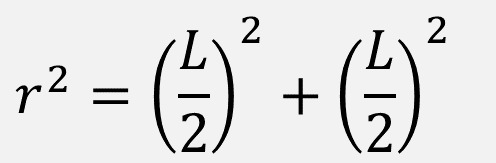 r² = (L/2)² + (L/2)²